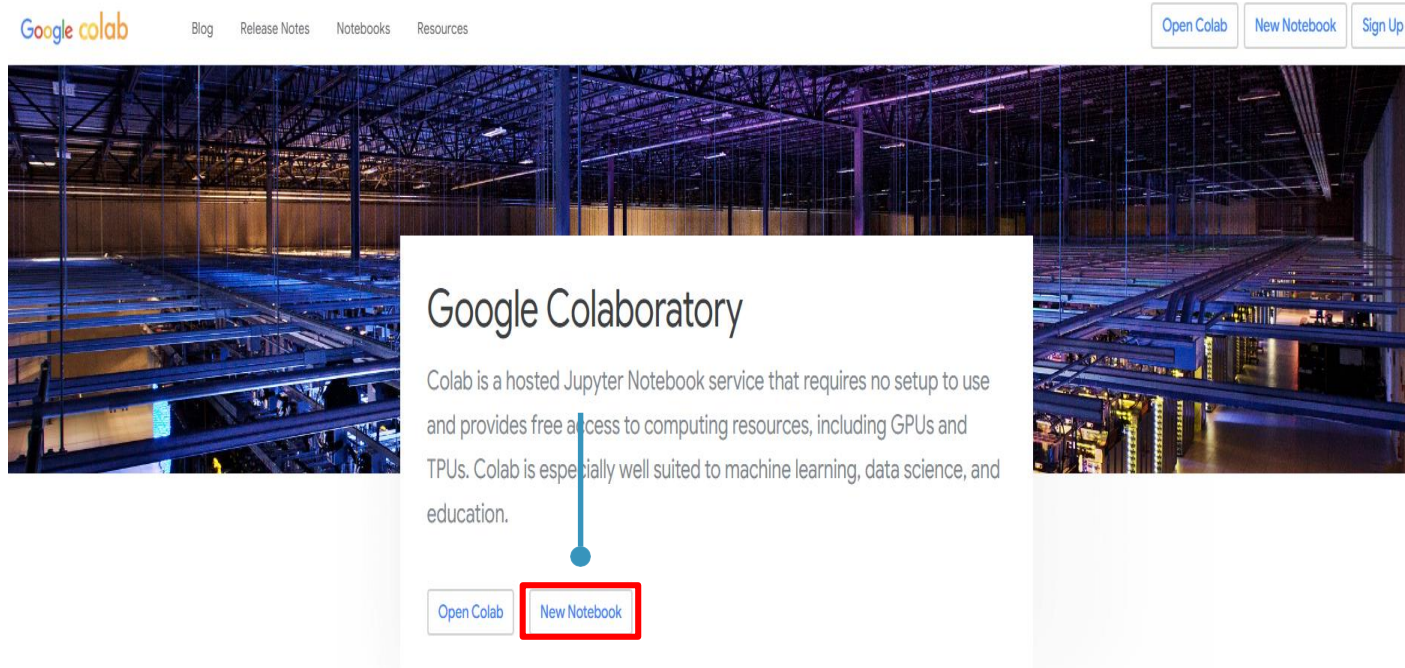 Google colab Blog Release Notes Notebooks Resources Open Colab New Notebook Sign Up
Google Colaboratory
Colab is a hosted Jupyter Notebook service that requires no setup to use
and provides free access to computing resources, including GPUs and
TPUs. Colab is especially well suited to machine learning, data science, and
education.
Open Colab New Notebook